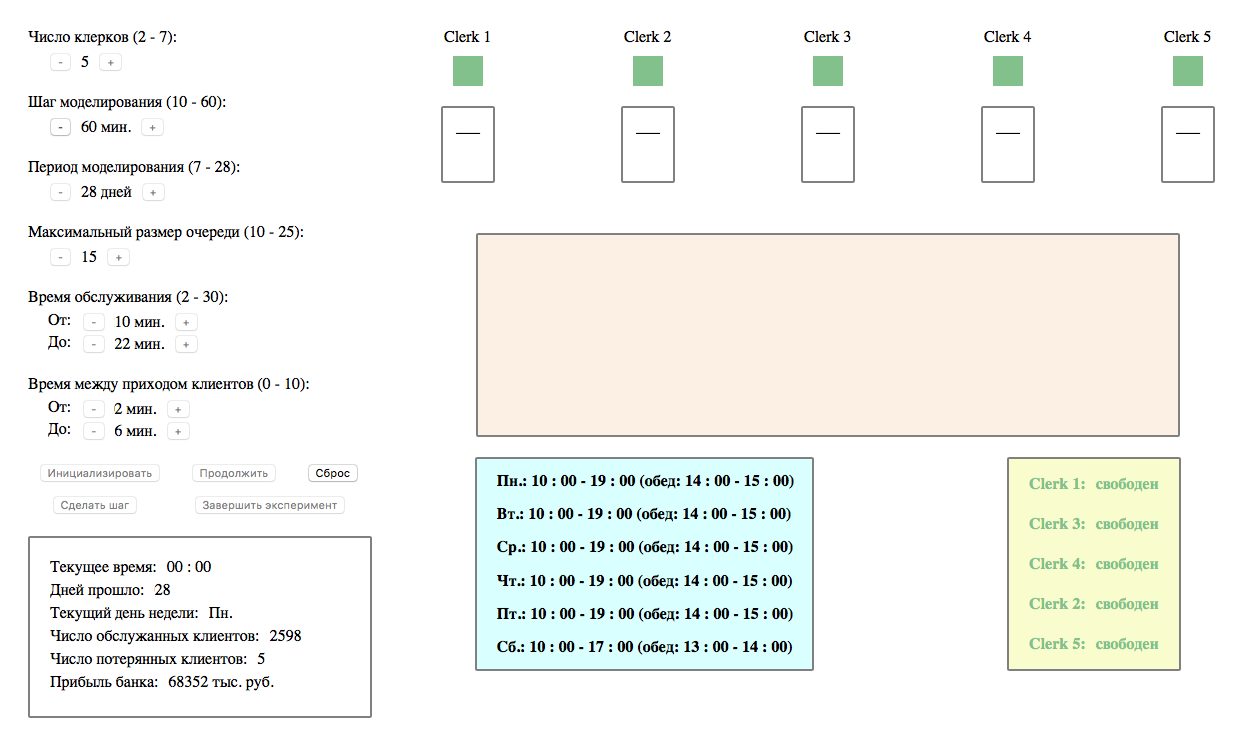 Число клерков (2 - 7):
- 5 +
Шаг моделирования (10 - 60):
- 60 мин. +
Период моделирования (7 - 28):
- 28 дней +
Максимальный размер очереди (10 - 25):
- 15 +
Время обслуживания (2 - 30):
От: - 10 мин. +
До: - 22 мин. +
Время между приходом клиентов (0 - 10):
От: - 2 мин. +
До: - 6 мин. +
Инициализировать Продолжить Сброс
Сделать шаг Завершить эксперимент
Текущее время: 00 : 00
Дней прошло: 28
Текущий день недели: Пн.
Число обслужанных клиентов: 2598
Число потерянных клиентов: 5
Прибыль банка: 68352 тыс. руб.
Clerk 1 Clerk 2 Clerk 3 Clerk 4 Clerk 5
Пн.: 10 : 00 - 19 : 00 (обед: 14 : 00 - 15 : 00)
Вт.: 10 : 00 - 19 : 00 (обед: 14 : 00 - 15 : 00)
Ср.: 10 : 00 - 19 : 00 (обед: 14 : 00 - 15 : 00)
Чт.: 10 : 00 - 19 : 00 (обед: 14 : 00 - 15 : 00)
Пт.: 10 : 00 - 19 : 00 (обед: 14 : 00 - 15 : 00)
Сб.: 10 : 00 - 17 : 00 (обед: 13 : 00 - 14 : 00)
Clerk 1: свободен
Clerk 3: свободен
Clerk 4: свободен
Clerk 2: свободен
Clerk 5: свободен